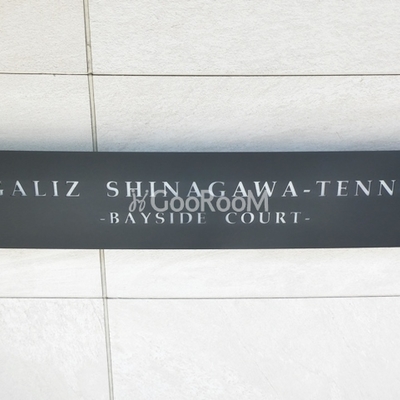 GALIZ SHINAGAWA-TENN
GooRooM
-BAYSIDE COURT-